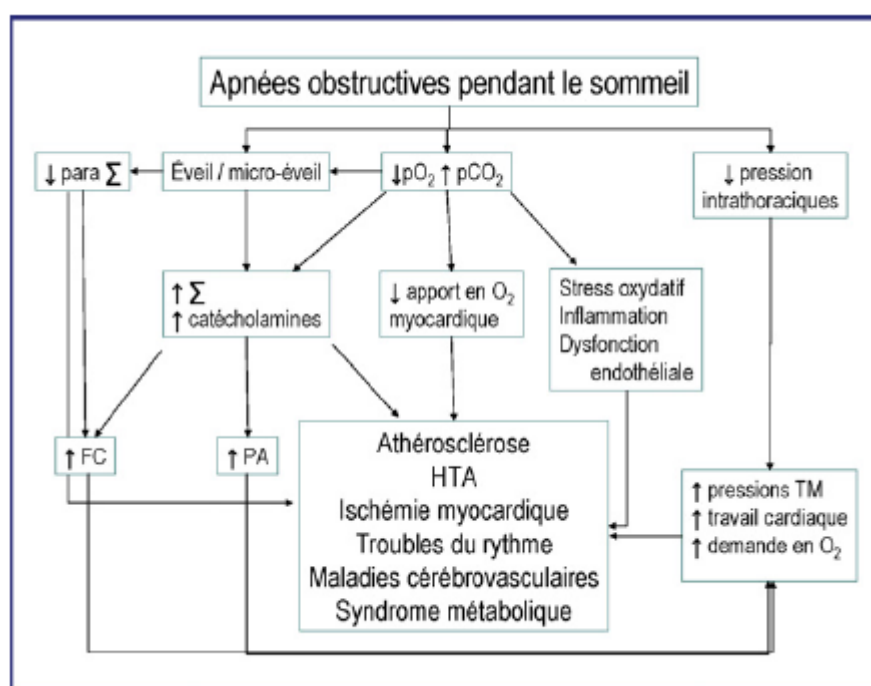 Apnées obstructives pendant le sommeil
↓ para Σ
Éveil / micro-éveil
↓pO₂ ↑ pCO₂
↓ pression
intrathoraciques
↑ Σ
↑ catécholamines
↓ apport en O₂
myocardique
Stress oxydatif
Inflammation
Dysfonction
endothéliale
↑ FC
↑ PA
Athérosclérose
HTA
Ischémie myocardique
Troubles du rythme
Maladies cérébrovasculaires
Syndrome métabolique
↑ pressions TM
↑ travail cardiaque
↑ demande en O₂